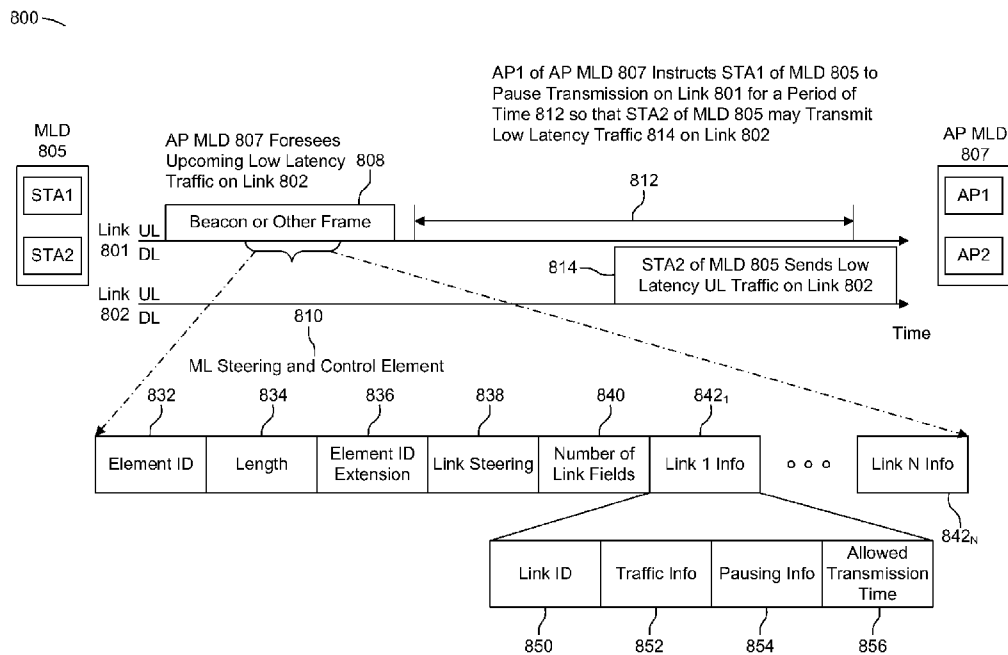 800
AP1 of AP MLD 807 Instructs STA1 of MLD 805 to
Pause Transmission on Link 801 for a Period of
Time 812 so that STA2 of MLD 805 may Transmit
Low Latency Traffic 814 on Link 802
MLD
805
STA1
STA2
AP MLD 807 Foresees
Upcoming Low Latency
Traffic on Link 802
808
812
AP MLD
807
AP1
AP2
Beacon or Other Frame
Link
801
UL
DL
814
STA2 of MLD 805 Sends Low
Latency UL Traffic on Link 802
Link
802
UL
DL
Time
810
ML Steering and Control Element
832
834
836
838
840
842₁
Element ID
Length
Element ID
Extension
Link Steering
Number of
Link Fields
Link 1 Info
Link N Info
842ₙ
Link ID
Traffic Info
Pausing Info
Allowed
Transmission
Time
850
852
854
856